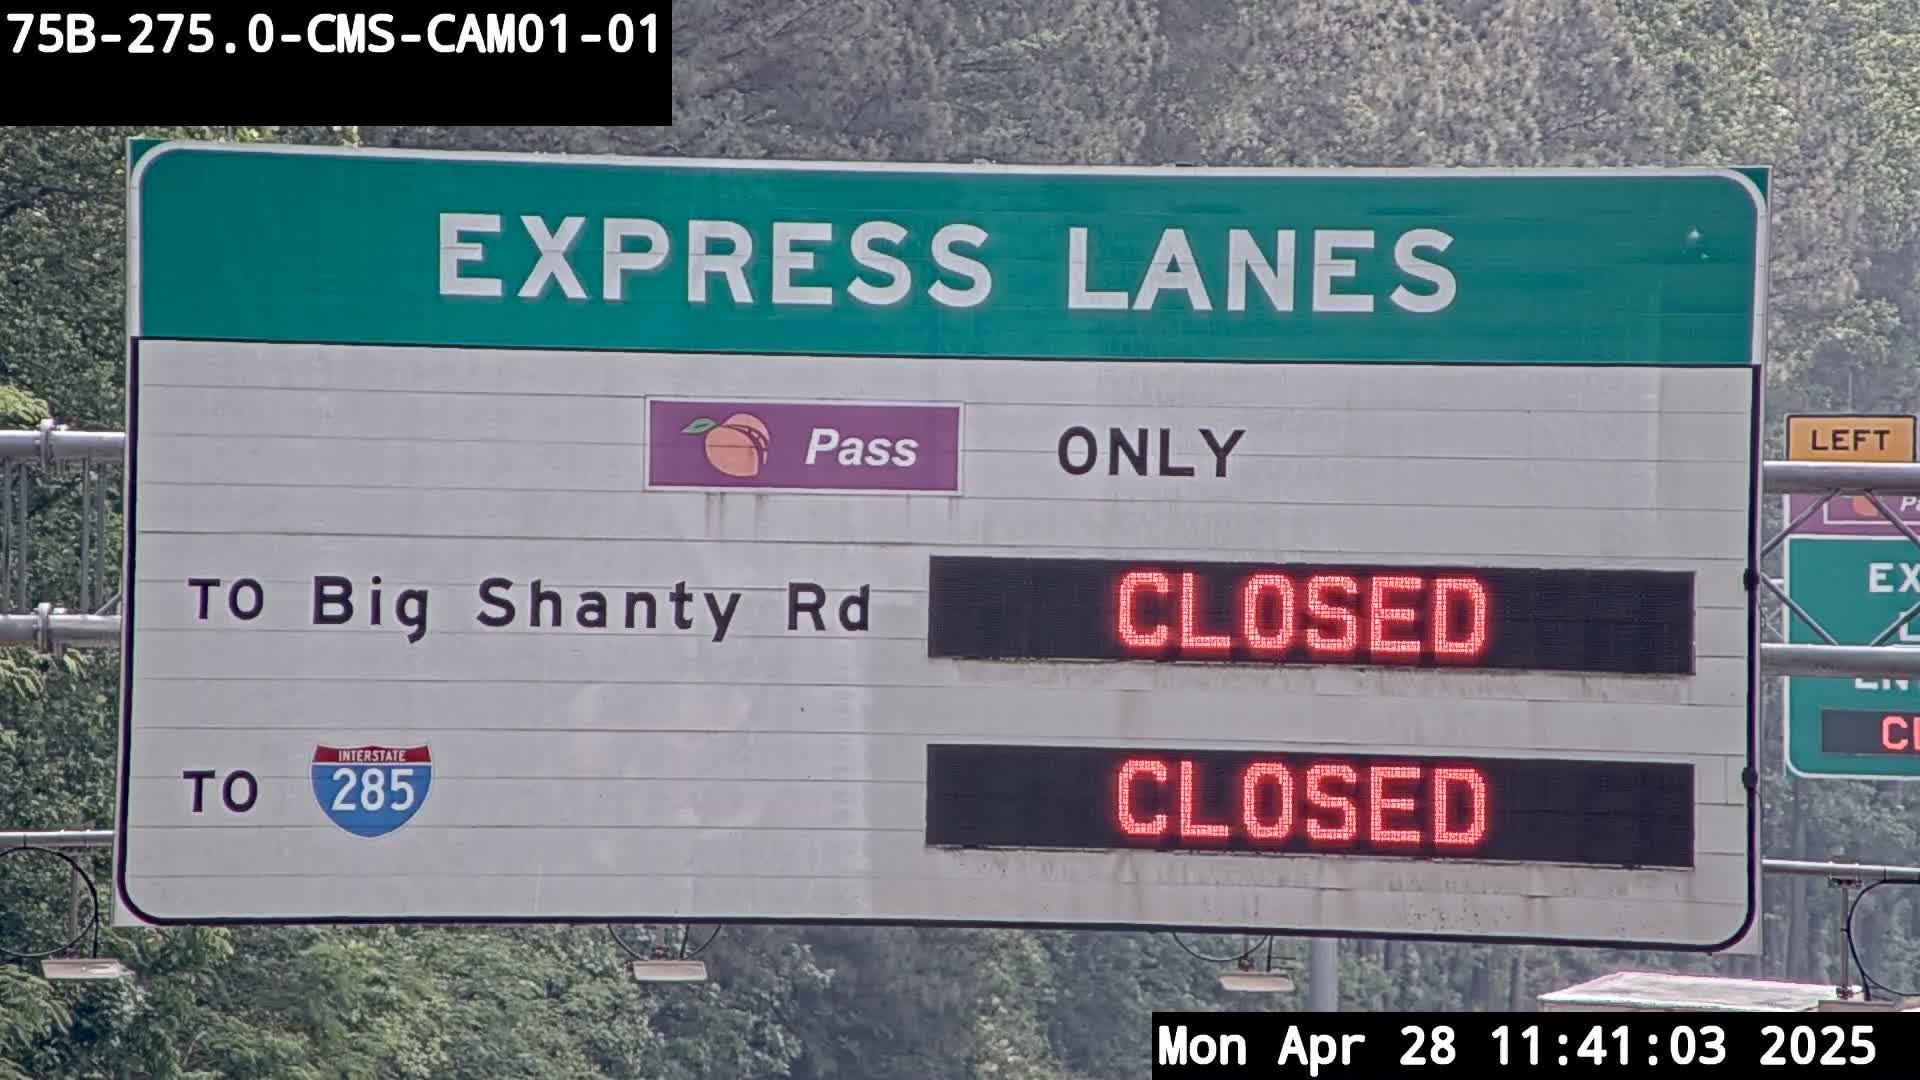 75B-275.0-CMS-CAM01-01
EXPRESS LANES
Pass ONLY
TO Big Shanty Rd CLOSED
TO INTERSTATE 285 CLOSED
LEFT
Mon Apr 28 11:41:03 2025